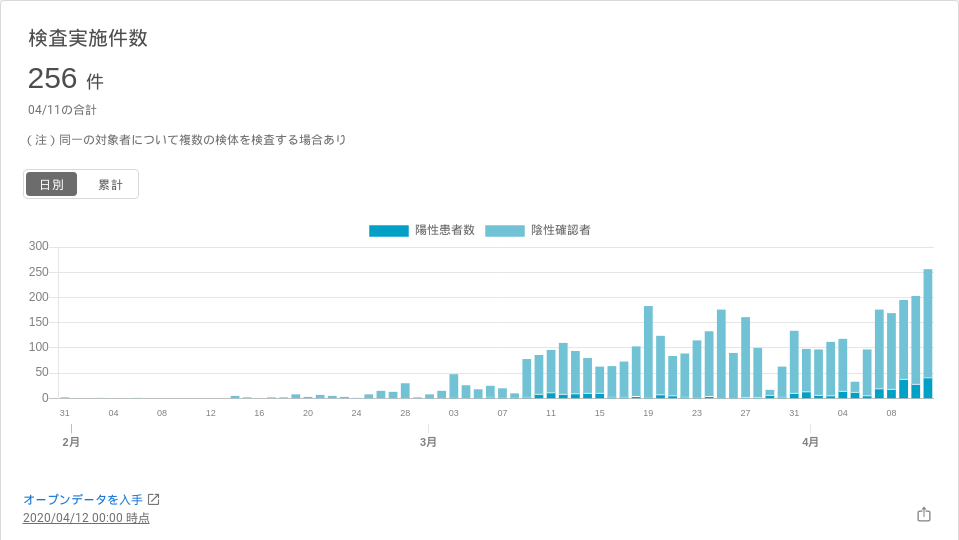 検査実施件数
256 件
04/11の合計
（注）同一の対象者について複数の検体を検査する場合あり
日別 累計
陽性患者数 陰性確認者
300
250
200
150
100
50
0
31 04 08 12 16 20 24 28 03 07 11 15 19 23 27 31 04 08
2月 3月 4月
オープンデータを入手
2020/04/12 00:00 時点